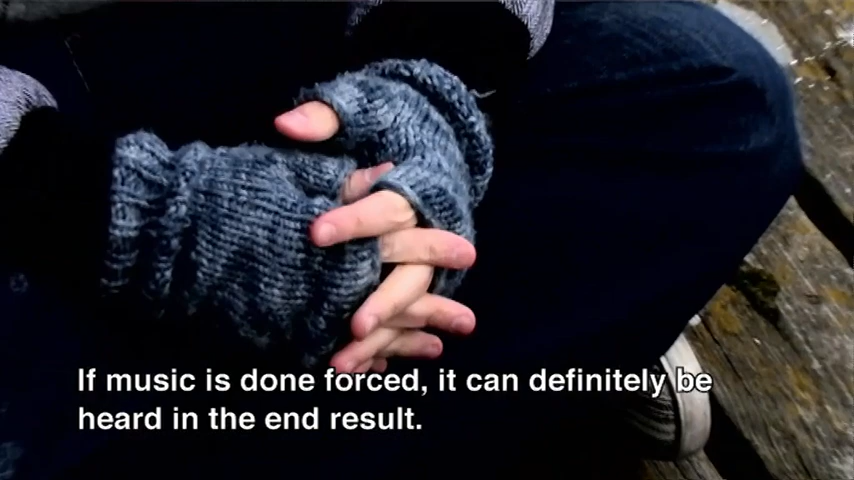 If music is done forced, it can definitely be
heard in the end result.